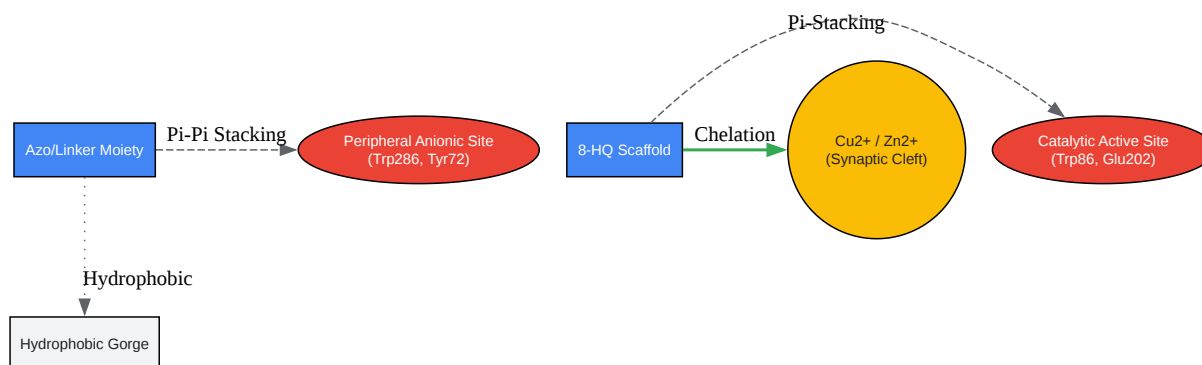 Pi-Stacking
Azo/Linker Moiety
Pi-Pi Stacking
Peripheral Anionic Site
(Trp286, Tyr72)
8-HQ Scaffold
Chelation
Cu2+ / Zn2+
(Synaptic Cleft)
Catalytic Active Site
(Trp86, Glu202)
Hydrophobic
Hydrophobic Gorge